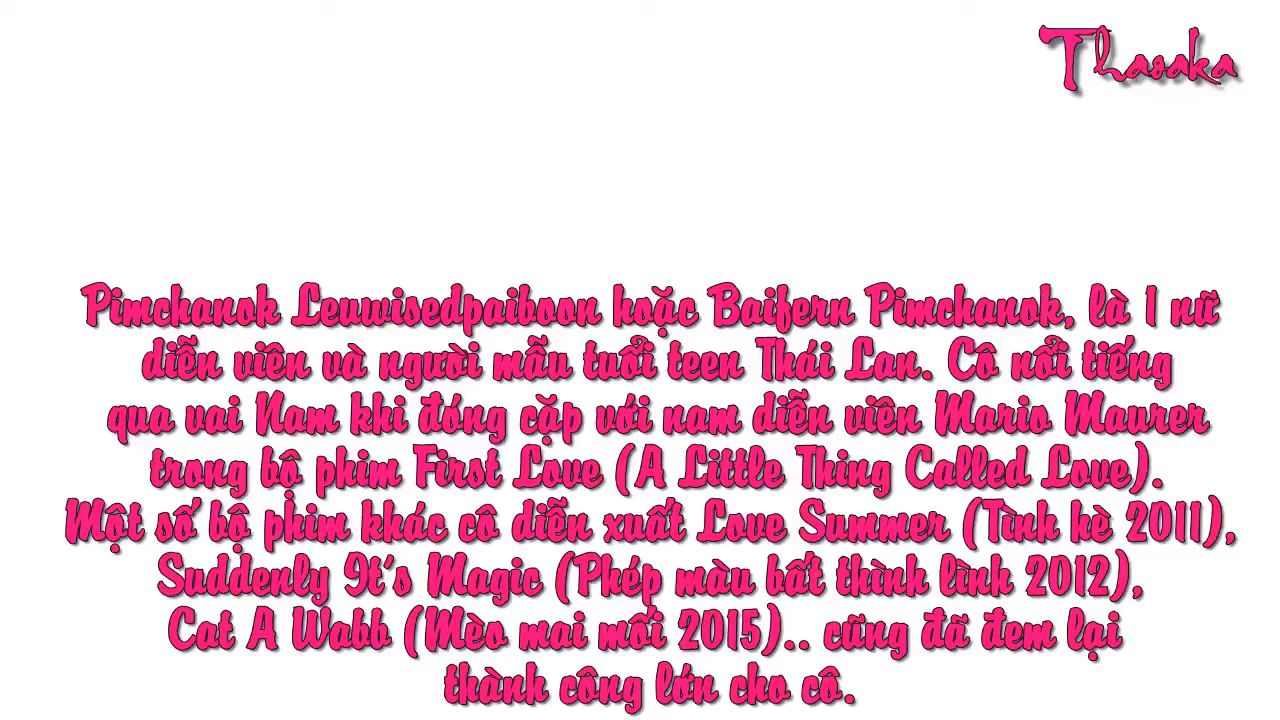 Thasaka
Pimchanok Leuwisedpaiboon hoặc Baifern Pimchanok, là 1 nữ
diễn viên và người mẫu tuổi teen Thái Lan. Cô nổi tiếng
qua vai Nam khi đóng cặp với nam diễn viên Mario Maurer
trong bộ phim First Love (A Little Thing Called Love).
Một số bộ phim khác cô diễn xuất Love Summer (Tình hè 2011),
Suddenly It's Magic (Phép màu bất thình lình 2012),
Cat A Wabb (Mèo mai mối 2015).. cũng đã đem lại
thành công lớn cho cô.